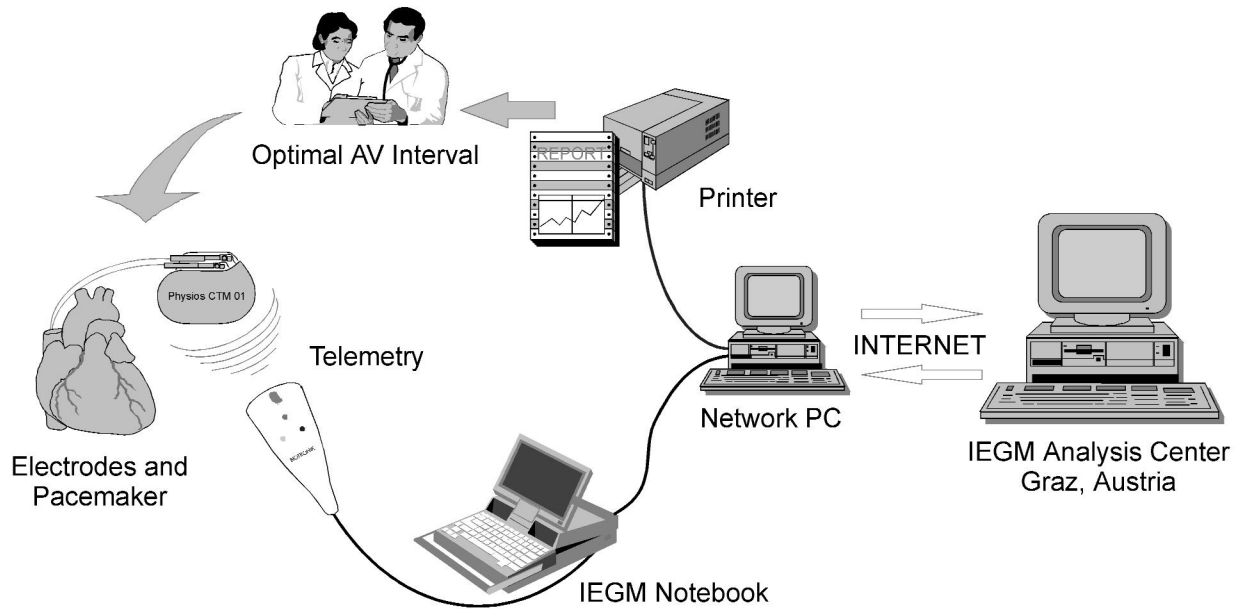 Optimal AV Interval
REPORT
Printer
Physios CTM 01
INTERNET
Telemetry
Network PC
BIOTRONIK
Electrodes and
Pacemaker
IEGM Analysis Center
Graz, Austria
IEGM Notebook